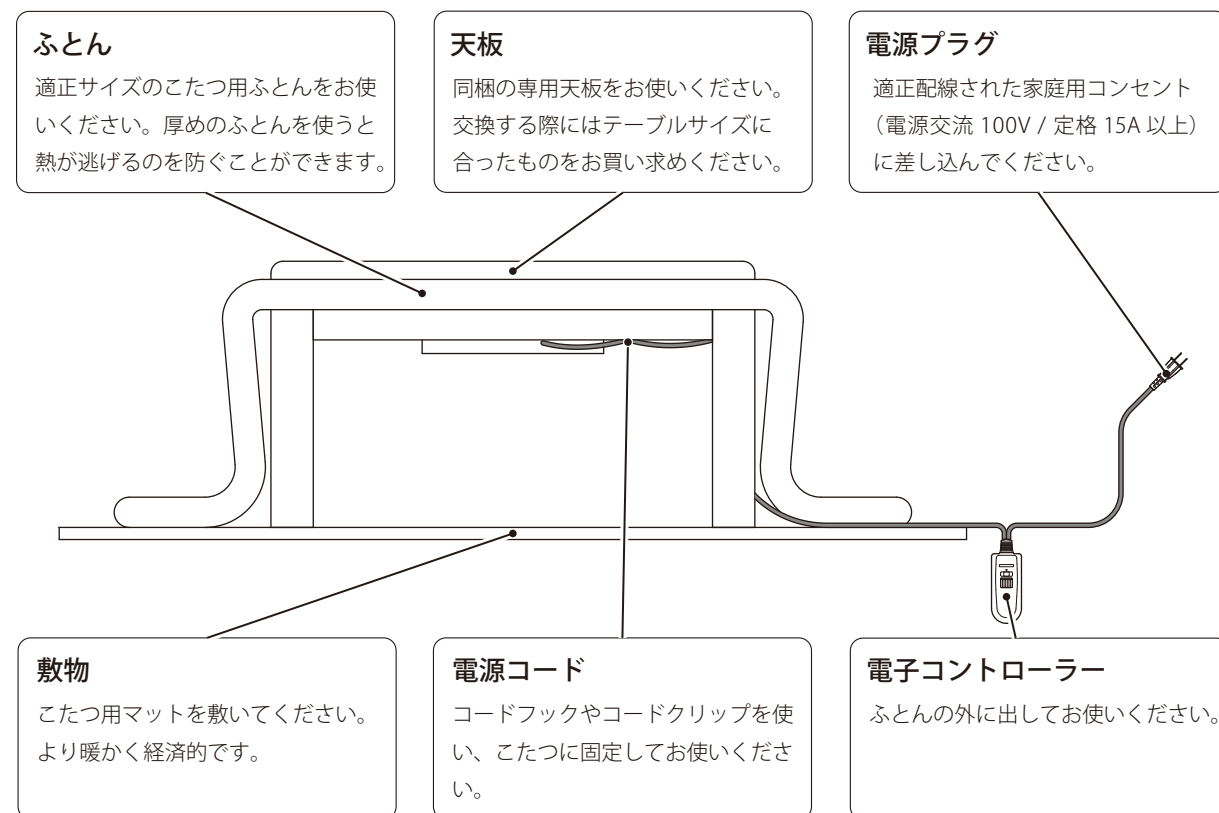 ふとん
適正サイズのこたつ用ふとんをお使
いください。厚めのふとんを使うと
熱が逃げるのを防ぐことができます。
天板
同梱の専用天板をお使いください。
交換する際にはテーブルサイズに
合ったものをお買い求めください。
電源プラグ
適正配線された家庭用コンセント
（電源交流 100V / 定格 15A 以上）
に差し込んでください。
敷物
こたつ用マットを敷いてください。
より暖かく経済的です。
電源コード
コードフックやコードクリップを使
い、こたつに固定してお使いくださ
い。
電子コントローラー
ふとんの外に出してお使いください。